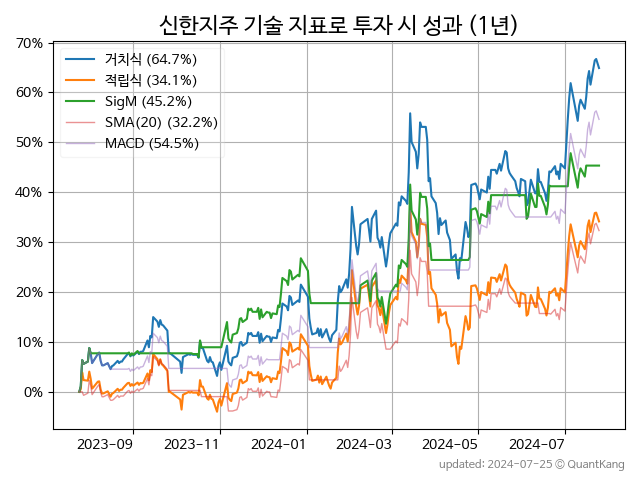 신한지주 기술 지표로 투자 시 성과 (1년)
70%
60%
50%
40%
30%
20%
10%
0%
거치식 (64.7%)
적립식 (34.1%)
SigM (45.2%)
SMA(20) (32.2%)
MACD (54.5%)
2023-09 2023-11 2024-01 2024-03 2024-05 2024-07
updated: 2024-07-25 © QuantKang